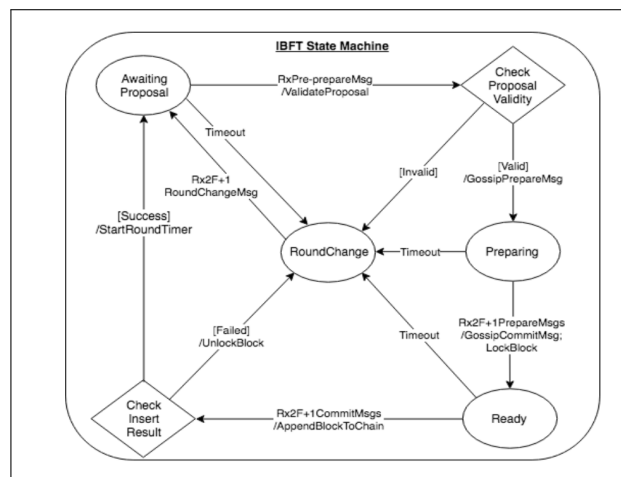 IBFT State Machine
Awaiting
Proposal
RxPre-prepareMsg
/ValidateProposal
Check
Proposal
Validity
Timeout
Rx2F+1
RoundChangeMsg
[Invalid]
[Valid]
/GossipPrepareMsg
[Success]
/StartRoundTimer
RoundChange
Timeout
Preparing
[Failed]
/UnlockBlock
Timeout
Rx2F+1PrepareMsgs
/GossipCommitMsg;
LockBlock
Check
Insert
Result
Rx2F+1CommitMsgs
/AppendBlockToChain
Ready